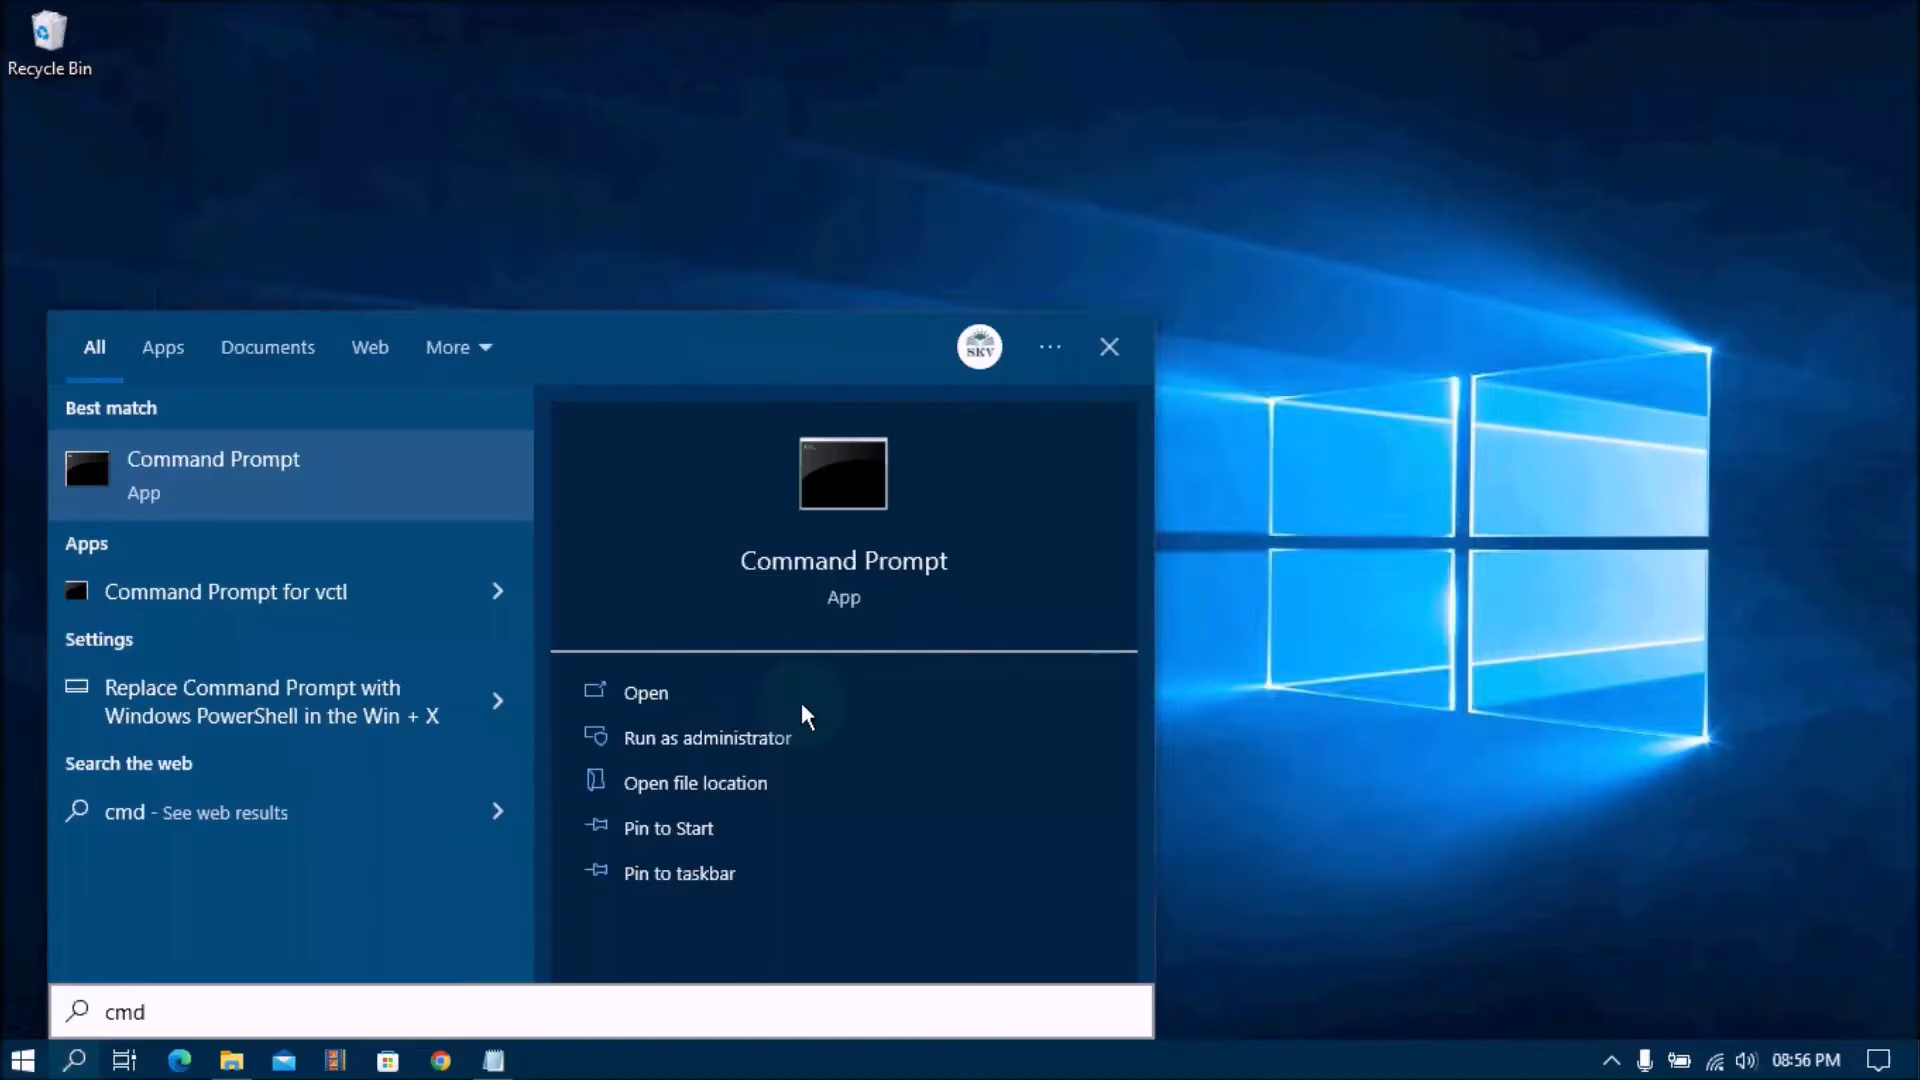 Recycle Bin
All Apps Documents Web More
SKV
Best match
Command Prompt
App
Apps
Command Prompt for vctl
Settings
Replace Command Prompt with
Windows PowerShell in the Win + X
Search the web
cmd - See web results
Command Prompt
App
Open
Run as administrator
Open file location
Pin to Start
Pin to taskbar
cmd
08:56 PM